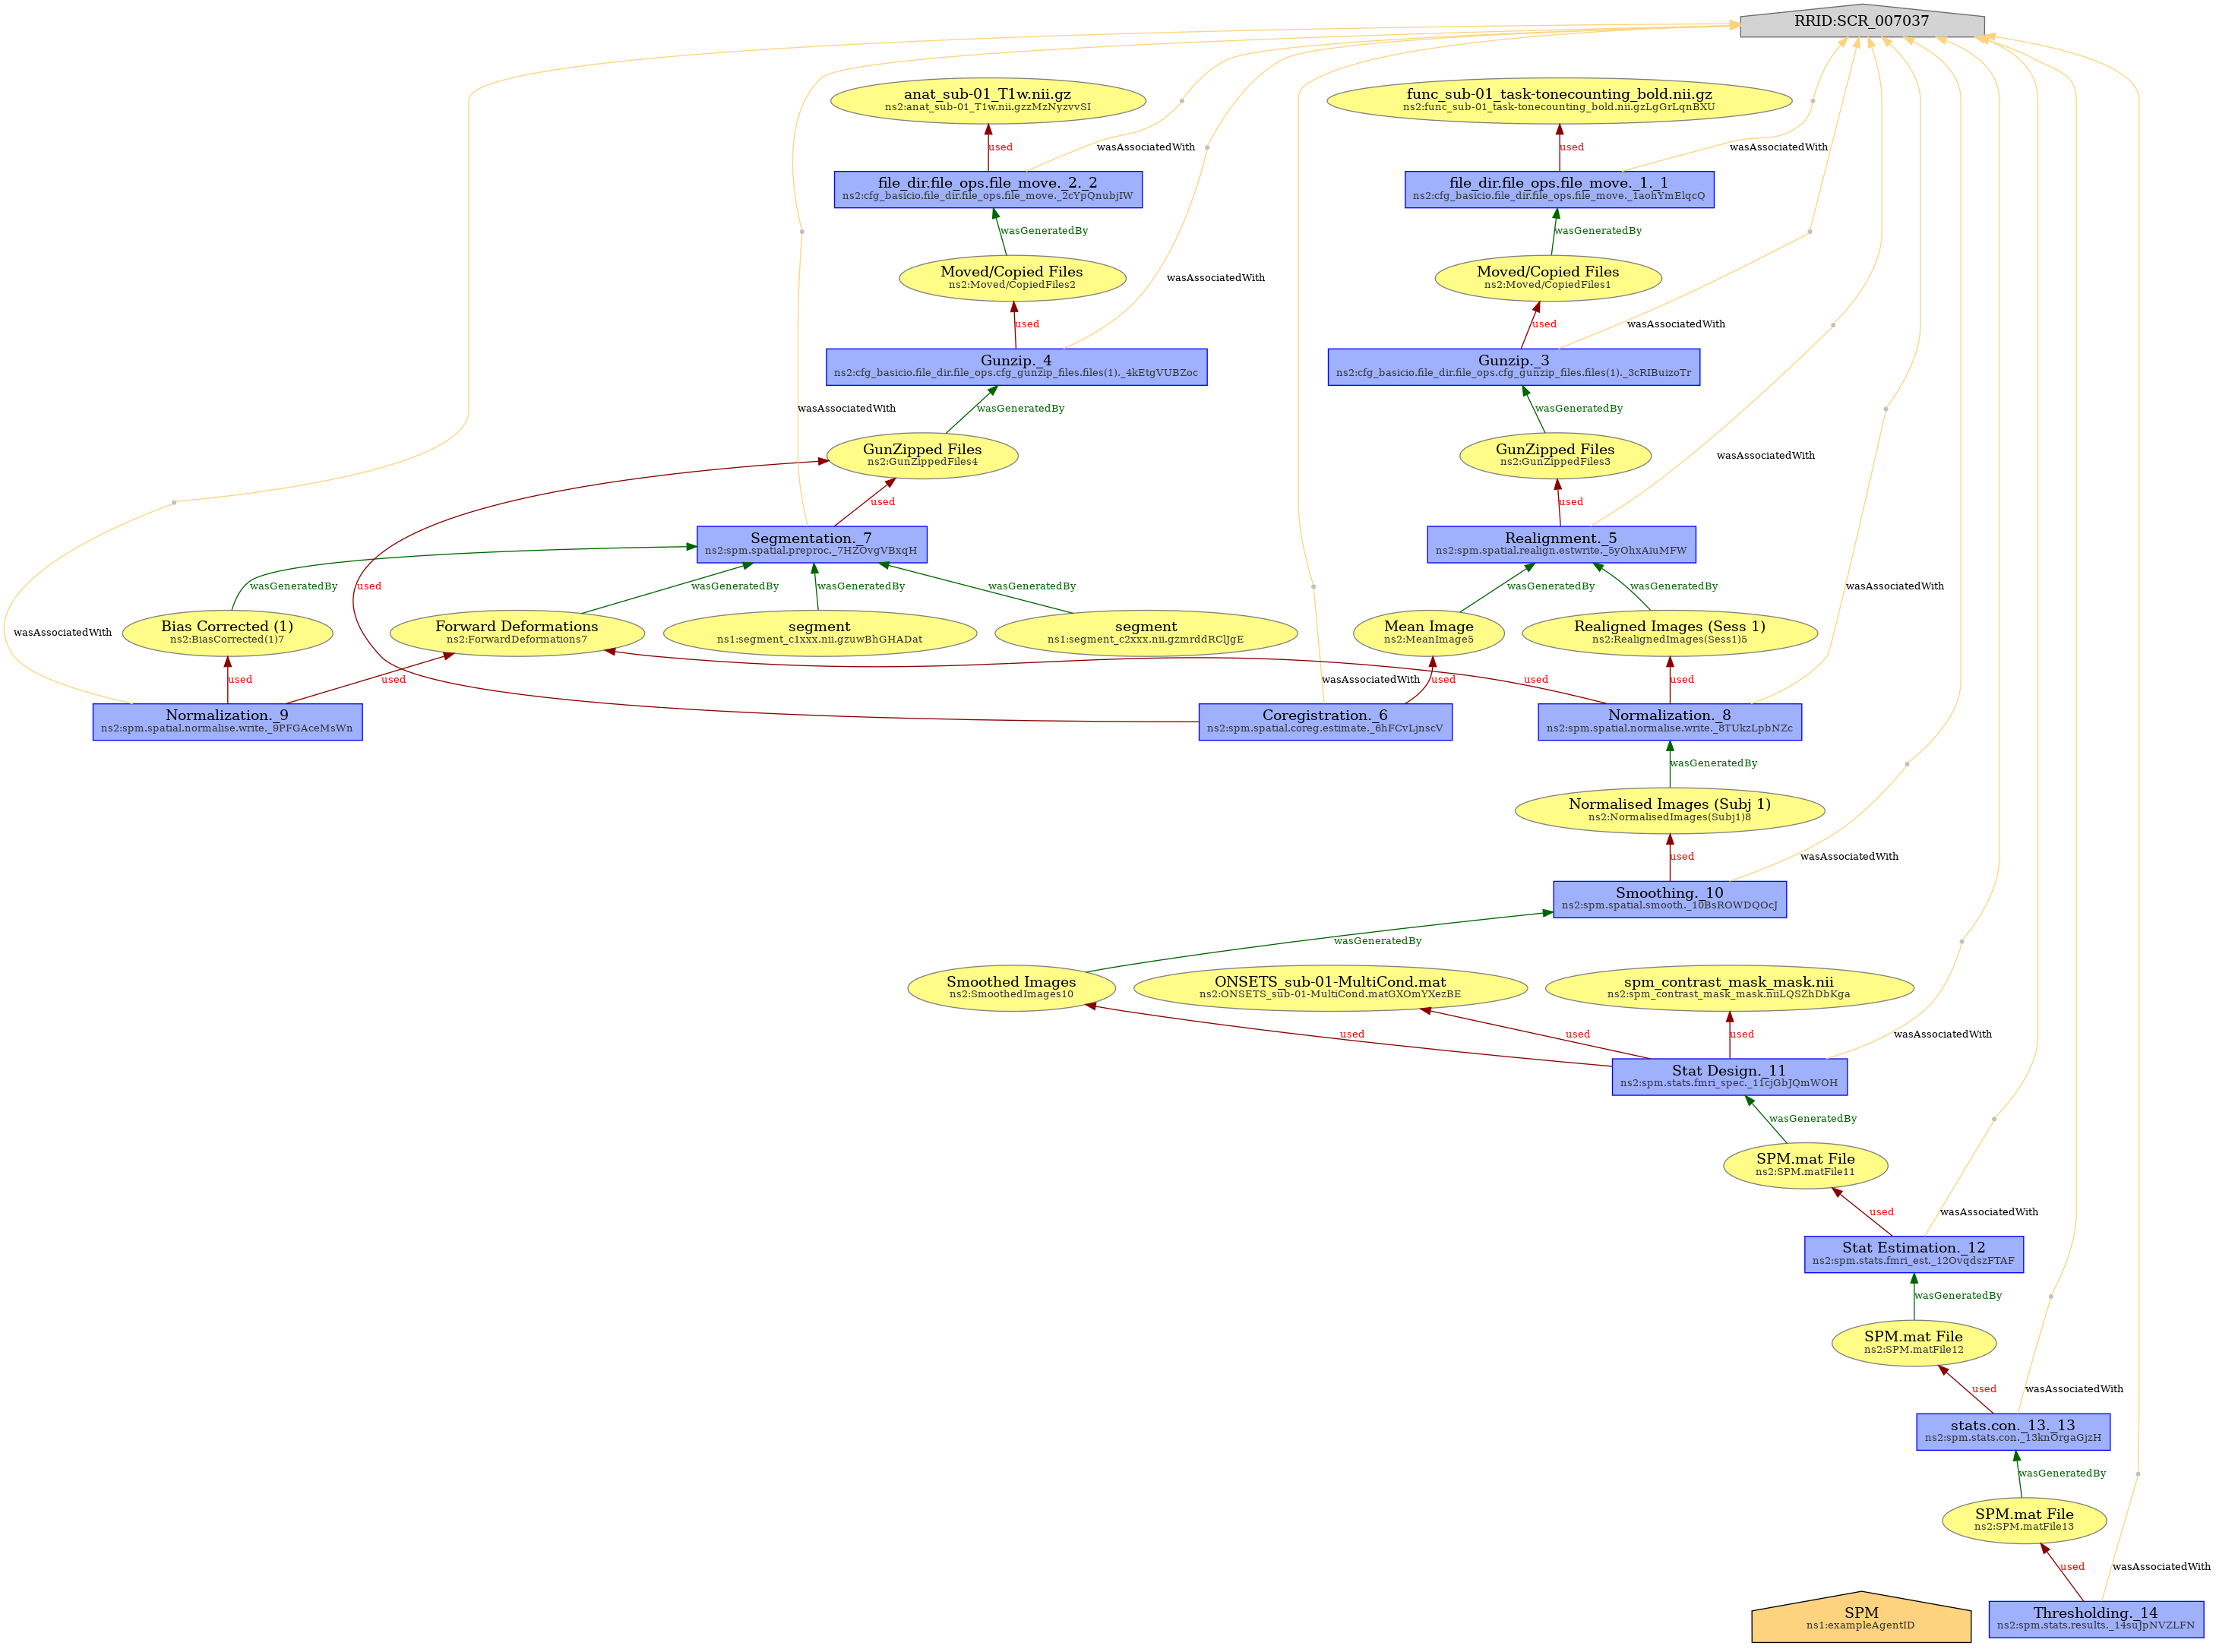 RRID:SCR_007037
anat_sub-01_T1w.nii.gz
ns2:anat_sub-01_T1w.nii.gzzMzNyzvvSI
func_sub-01_task-tonecounting_bold.nii.gz
ns2:func_sub-01_task-tonecounting_bold.nii.gzLgGrLqnBXU
used
wasAssociatedWith
used
wasAssociatedWith
file_dir.file_ops.file_move._2._2
ns2:cfg_basicio.file_dir.file_ops.file_move._2cYpQnubjIW
file_dir.file_ops.file_move._1._1
ns2:cfg_basicio.file_dir.file_ops.file_move._1aohYmElqcQ
wasGeneratedBy
wasGeneratedBy
Moved/Copied Files
ns2:Moved/CopiedFiles2
wasAssociatedWith
Moved/Copied Files
ns2:Moved/CopiedFiles1
used
used
wasAssociatedWith
Gunzip._4
ns2:cfg_basicio.file_dir.file_ops.cfg_gunzip_files.files(1)._4kEtgVUBZoc
Gunzip._3
ns2:cfg_basicio.file_dir.file_ops.cfg_gunzip_files.files(1)._3cRIBuizoTr
wasAssociatedWith
wasGeneratedBy
wasGeneratedBy
GunZipped Files
ns2:GunZippedFiles4
GunZipped Files
ns2:GunZippedFiles3
wasAssociatedWith
used
used
Segmentation._7
ns2:spm.spatial.preproc._7HZOvgVBxqH
Realignment._5
ns2:spm.spatial.realign.estwrite._5yOhxAiuMFW
wasGeneratedBy
used
wasGeneratedBy
wasGeneratedBy
wasGeneratedBy
wasGeneratedBy
wasGeneratedBy
wasAssociatedWith
wasAssociatedWith
Bias Corrected (1)
ns2:BiasCorrected(1)7
Forward Deformations
ns2:ForwardDeformations7
segment
ns1:segment_c1xxx.nii.gzuwBhGHADat
segment
ns1:segment_c2xxx.nii.gzmrddRClJgE
Mean Image
ns2:MeanImage5
Realigned Images (Sess 1)
ns2:RealignedImages(Sess1)5
used
used
wasAssociatedWith
used
used
used
Normalization._9
ns2:spm.spatial.normalise.write._9PFGAceMsWn
Coregistration._6
ns2:spm.spatial.coreg.estimate._6hFCvLjnscV
Normalization._8
ns2:spm.spatial.normalise.write._8TUkzLpbNZc
wasGeneratedBy
Normalised Images (Subj 1)
ns2:NormalisedImages(Subj1)8
used
wasAssociatedWith
Smoothing._10
ns2:spm.spatial.smooth._10BsROWDQOcJ
wasGeneratedBy
Smoothed Images
ns2:SmoothedImages10
ONSETS_sub-01-MultiCond.mat
ns2:ONSETS_sub-01-MultiCond.matGXOmYXezBE
spm_contrast_mask_mask.nii
ns2:spm_contrast_mask_mask.niiLQSZhDbKga
used
used
used
wasAssociatedWith
Stat Design._11
ns2:spm.stats.fmri_spec._11cjGbJQmWOH
wasGeneratedBy
SPM.mat File
ns2:SPM.matFile11
used
wasAssociatedWith
Stat Estimation._12
ns2:spm.stats.fmri_est._12OvqdszFTAF
wasGeneratedBy
SPM.mat File
ns2:SPM.matFile12
used
wasAssociatedWith
stats.con._13._13
ns2:spm.stats.con._13knOrgaGjzH
wasGeneratedBy
SPM.mat File
ns2:SPM.matFile13
used
wasAssociatedWith
SPM
ns1:exampleAgentID
Thresholding._14
ns2:spm.stats.results._14suJpNVZLFN